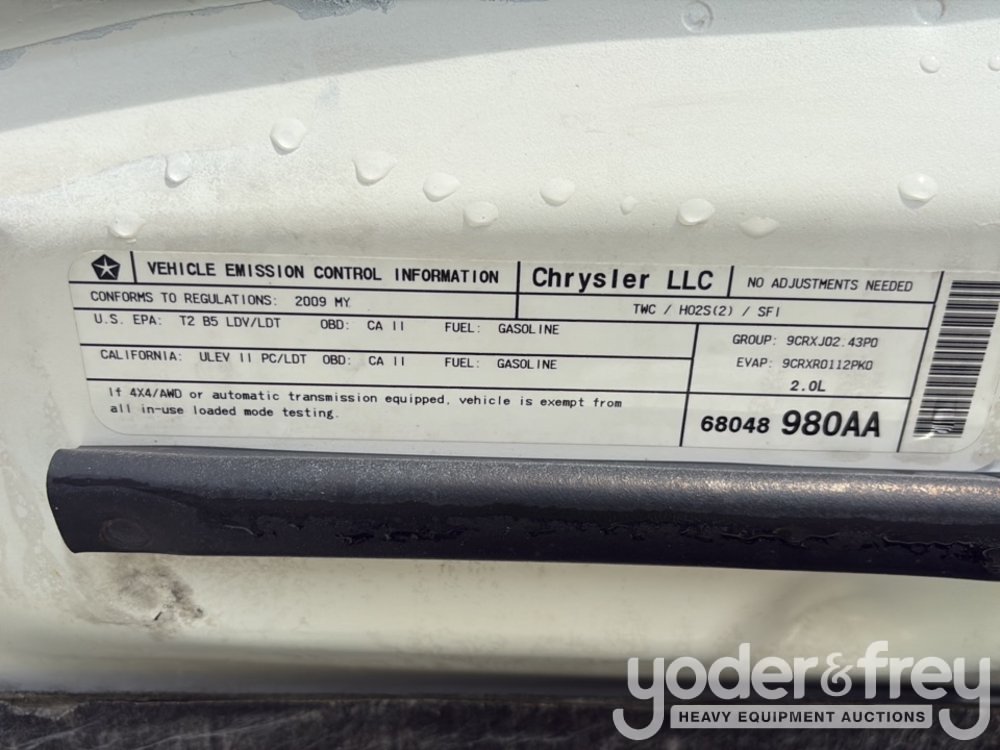 VEHICLE EMISSION CONTROL INFORMATION Chrysler LLC NO ADJUSTMENTS NEEDED
CONFORMS TO REGULATIONS: 2009 MY TWC / HO2S(2) / SFI
U.S. EPA: T2 B5 LDV/LDT OBD: CA II FUEL: GASOLINE
GROUP: 9CRXJ02.43P0
CALIFORNIA: ULEV II PC/LDT OBD: CA II FUEL: GASOLINE
EVAP: 9CRXR0112PK0
2.0L
If 4X4/AWD or automatic transmission equipped, vehicle is exempt from
all in-use loaded mode testing.
68048 980AA
yoder&frey
HEAVY EQUIPMENT AUCTIONS